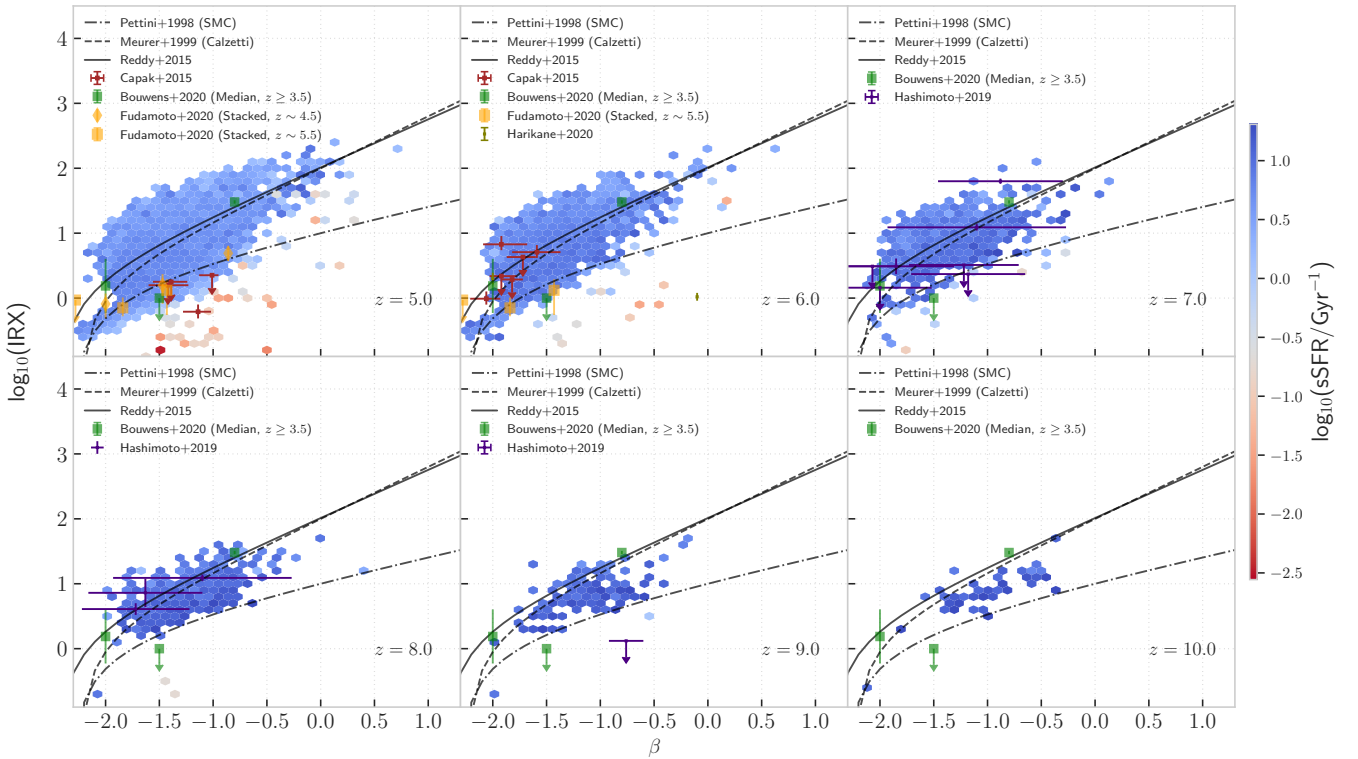 Pettini+1998 (SMC)
Meurer+1999 (Calzetti)
Reddy+2015
Capak+2015
Bouwens+2020 (Median, z ≥ 3.5)
Fudamoto+2020 (Stacked, z ∼ 4.5)
Fudamoto+2020 (Stacked, z ∼ 5.5)
z = 5.0
Pettini+1998 (SMC)
Meurer+1999 (Calzetti)
Reddy+2015
Capak+2015
Bouwens+2020 (Median, z ≥ 3.5)
Fudamoto+2020 (Stacked, z ∼ 5.5)
Harikane+2020
z = 6.0
Pettini+1998 (SMC)
Meurer+1999 (Calzetti)
Reddy+2015
Bouwens+2020 (Median, z ≥ 3.5)
Hashimoto+2019
z = 7.0
4
3
2
1
0
log₁₀(IRX)
Pettini+1998 (SMC)
Meurer+1999 (Calzetti)
Reddy+2015
Bouwens+2020 (Median, z ≥ 3.5)
Hashimoto+2019
z = 8.0
Pettini+1998 (SMC)
Meurer+1999 (Calzetti)
Reddy+2015
Bouwens+2020 (Median, z ≥ 3.5)
Hashimoto+2019
z = 9.0
Pettini+1998 (SMC)
Meurer+1999 (Calzetti)
Reddy+2015
Bouwens+2020 (Median, z ≥ 3.5)
z = 10.0
4
3
2
1
0
−2.0 −1.5 −1.0 −0.5 0.0 0.5 1.0
−2.0 −1.5 −1.0 −0.5 0.0 0.5 1.0
−2.0 −1.5 −1.0 −0.5 0.0 0.5 1.0
β
1.0
0.5
0.0
−0.5
−1.0
−1.5
−2.0
−2.5
log₁₀(sSFR/Gyr⁻¹)